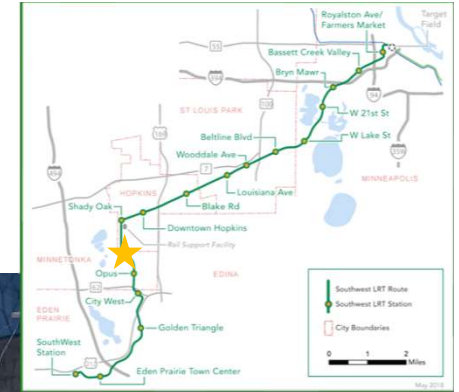 Royalston Ave/
Farmers Market
Target
Field
55
Bassett Creek Valley
394
Bryn Mawr
94
ST LOUIS PARK
100
W 21st St
169
Beltline Blvd
W Lake St
Wooddale Ave
7
494
MINNEAPOLIS
Louisiana Ave
HOPKINS
Blake Rd
Shady Oak
Downtown Hopkins
Rail Support Facility
MINNETONKA
EDINA
Opus
62
City West
EDEN
PRAIRIE
Golden Triangle
SouthWest
Station
212
Eden Prairie Town Center
Southwest LRT Route
Southwest LRT Station
City Boundaries
0 1 2
Miles
May 2018